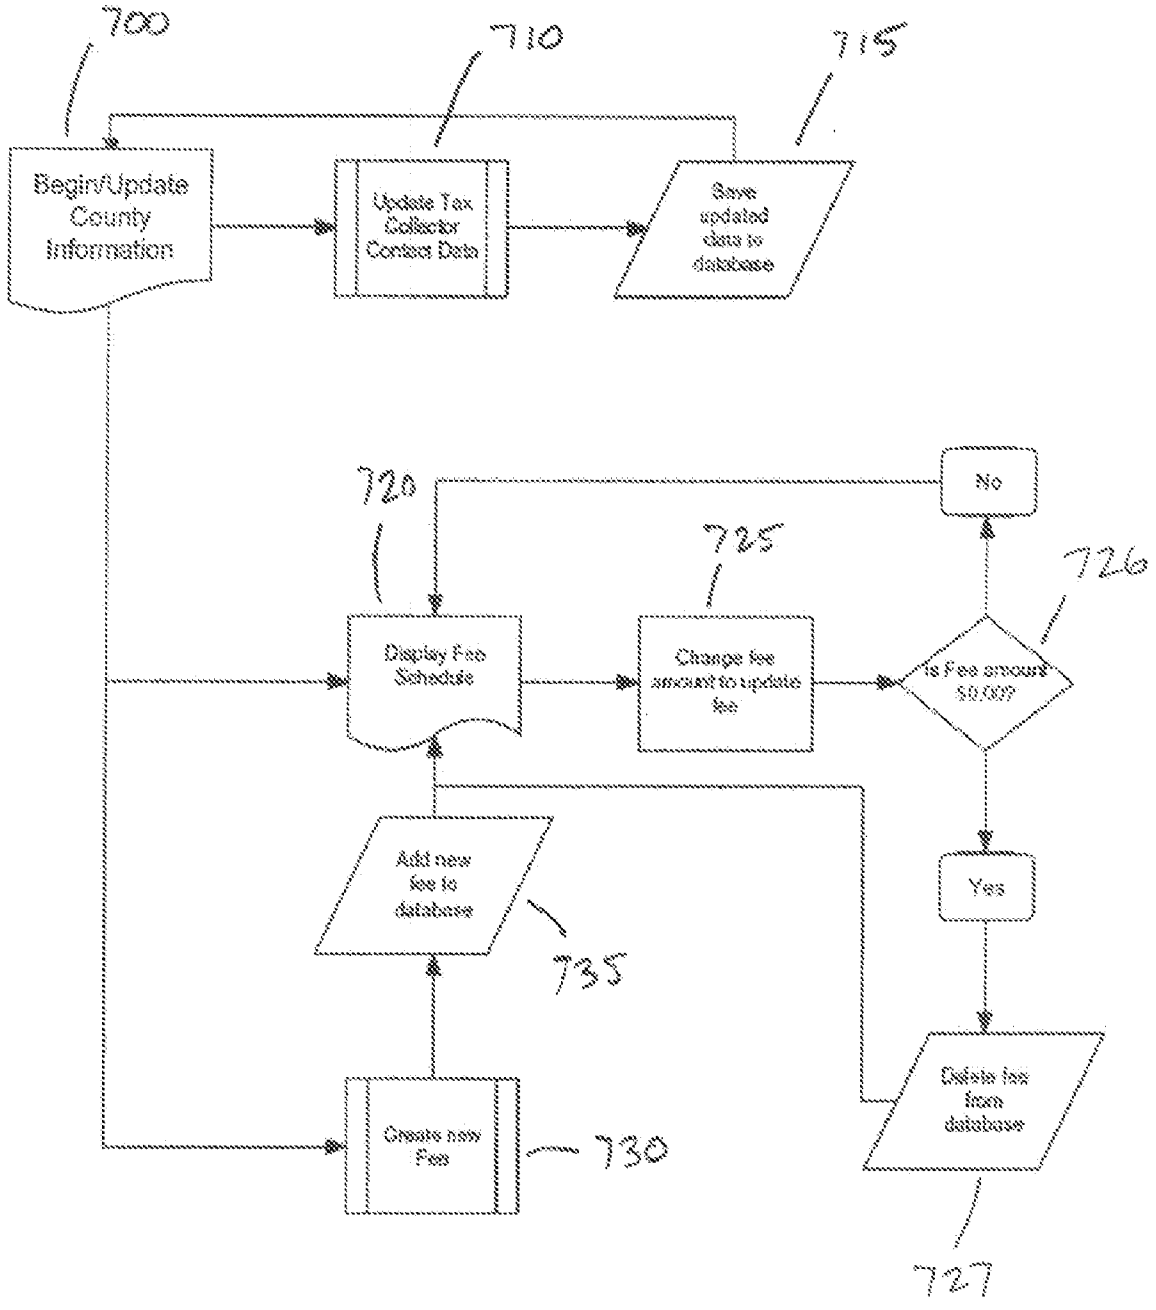 700
710
715
Begin/Update
County
Information
Update Tax
Collector
Contact Data
Save
updated
data to
database
720
No
725
726
Display Fee
Schedule
Change fee
amount to update
fee
Is Fee amount
$0.00?
Add new
fee to
database
Yes
735
Delete fee
from
database
Create new
Fee
730
727